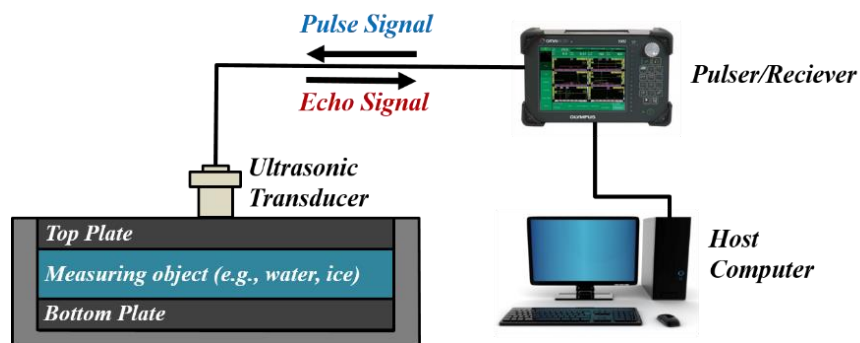 Pulse Signal
Echo Signal
Pulser/Reciever
OLYMPUS
Ultrasonic
Transducer
Top Plate
Measuring object (e.g., water, ice)
Bottom Plate
Host
Computer